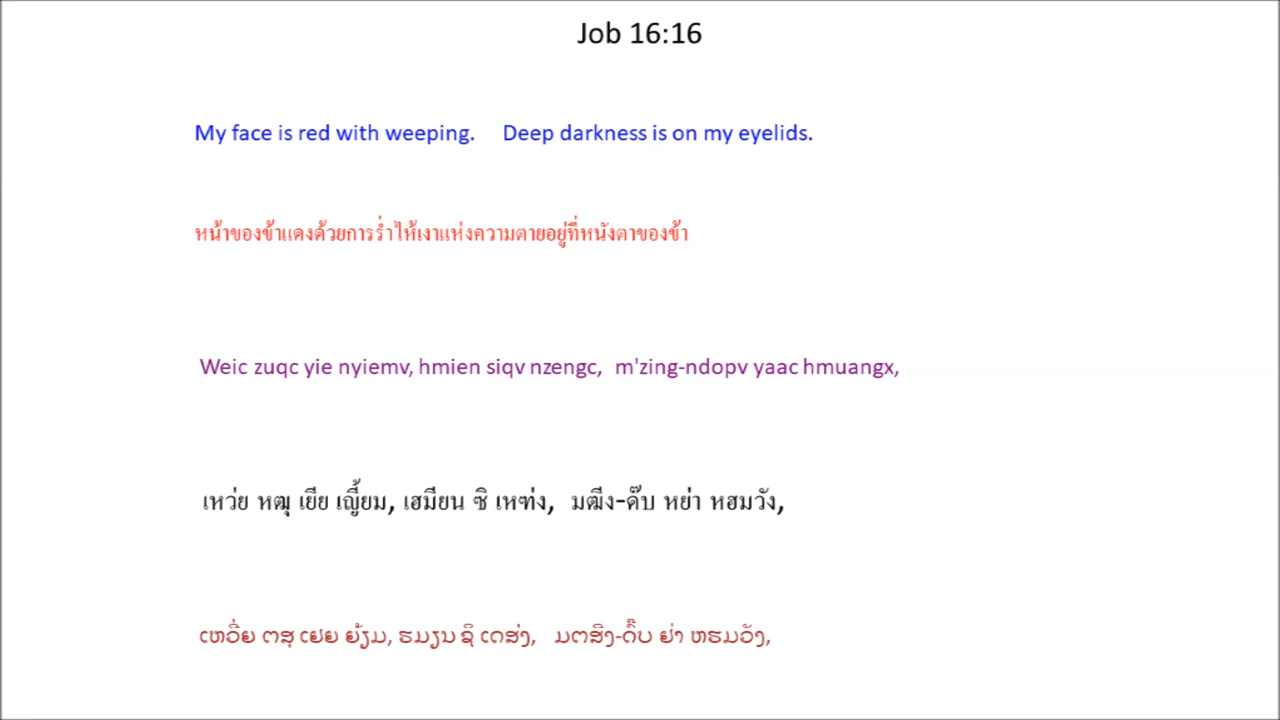 Job 16:16
My face is red with weeping. Deep darkness is on my eyelids.
หน้าของข้าแดงด้วยการร่ำไห้เงาแห่งความตายอยู่ที่หนังตาของข้า
Weic zuqc yie nyiemv, hmien siqv nzengc, m'zing-ndopv yaac hmuangx,
เหว่ย หฒุ เยีย เญี้ยม, เฮมียน ซิ เหฑ่ง, มฒีง-ด๊บ หย่า หฮมวัง,
ເຫວີ່ຍ ຕສຸ ເຢຍ ຍ້ຽມ, ຮມຽນ ຊິ ເດສ່ງ, ມຕສີງ-ດົ໊ບ ຢ່າ ຫຮມວັງ,